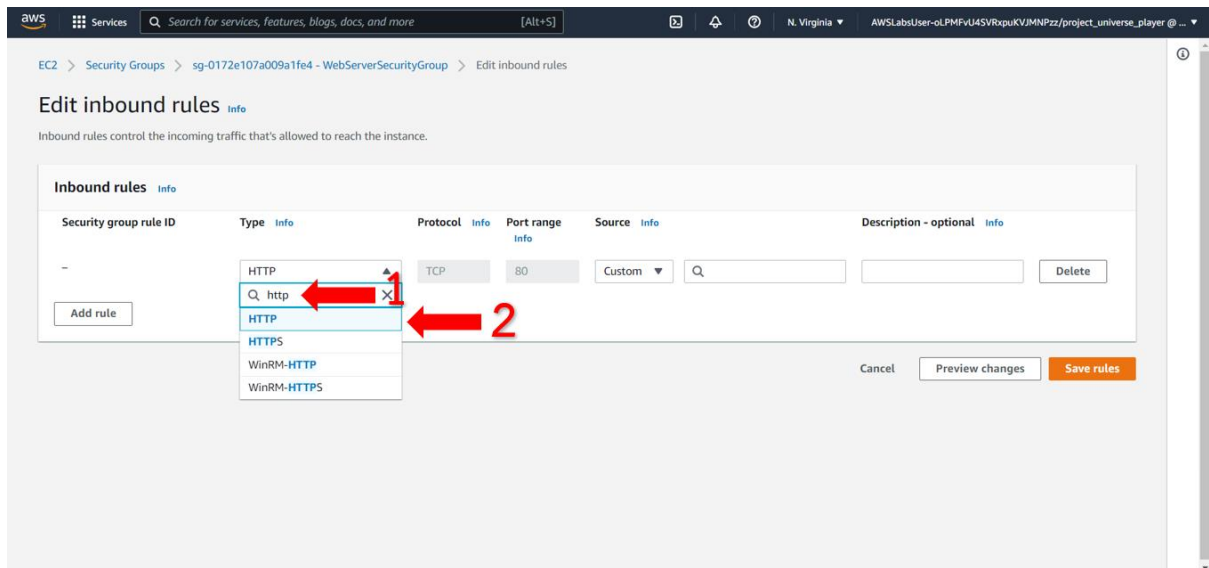 aws Services Search for services, features, blogs, docs, and more [Alt+S] N. Virginia ▼ AWSLabsUser-oLPMFvU4SVRxpuKVJMNPzz/project_universe_player @ ... ▼
EC2 > Security Groups > sg-0172e107a009a1fe4 - WebServerSecurityGroup > Edit inbound rules
Edit inbound rules Info
Inbound rules control the incoming traffic that's allowed to reach the instance.
Inbound rules Info
Security group rule ID Type Info Protocol Info Port range Info Source Info Description - optional Info
– HTTP TCP 80 Custom ▼ Delete
http 1
Add rule
HTTP 2
HTTPS
WinRM-HTTP
WinRM-HTTPS
Cancel Preview changes Save rules